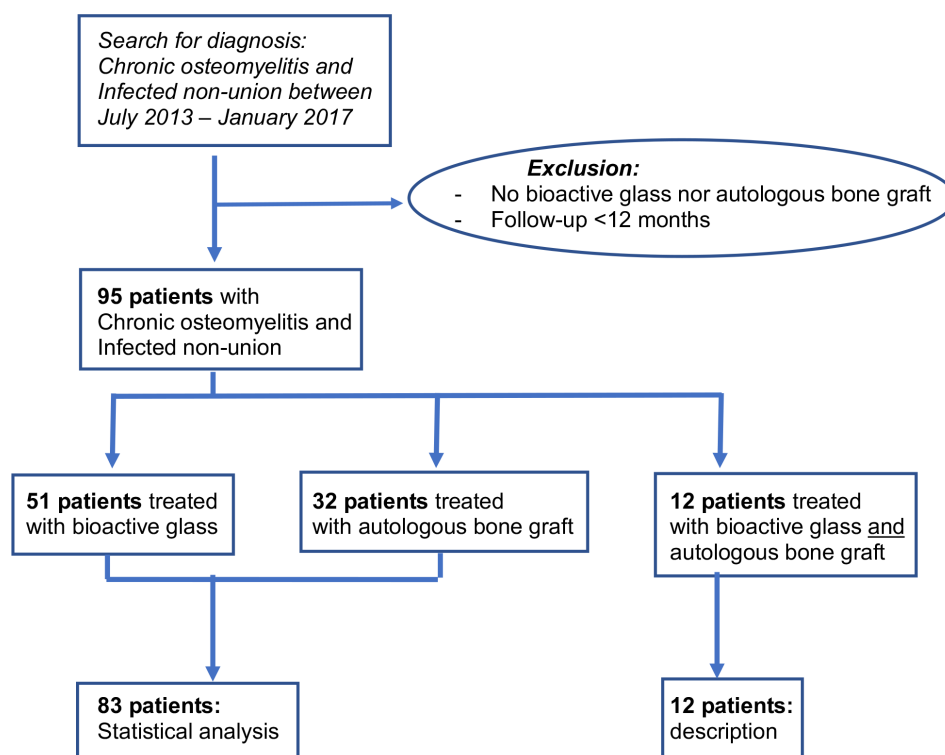 Search for diagnosis:
Chronic osteomyelitis and
Infected non-union between
July 2013 – January 2017
Exclusion:
- No bioactive glass nor autologous bone graft
- Follow-up <12 months
95 patients with
Chronic osteomyelitis and
Infected non-union
51 patients treated
with bioactive glass
32 patients treated
with autologous bone graft
12 patients treated
with bioactive glass and
autologous bone graft
83 patients:
Statistical analysis
12 patients:
description